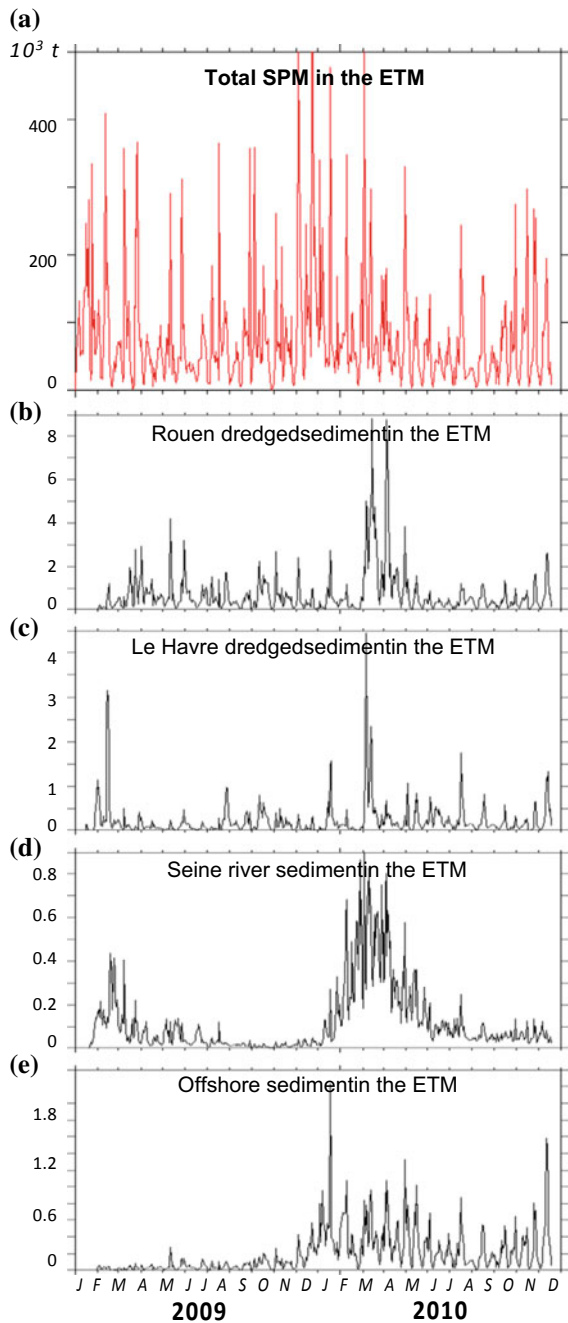 (a)
10³ t
Total SPM in the ETM
400
200
0
(b)
Rouen dredgedsedimentin the ETM
8
6
4
2
0
(c)
Le Havre dredgedsedimentin the ETM
4
3
2
1
0
(d)
Seine river sedimentin the ETM
0.8
0.6
0.4
0.2
0
(e)
Offshore sedimentin the ETM
1.8
1.2
0.6
0
J F M A M J J A S O N D J F M A M J J A S O N D
2009 2010